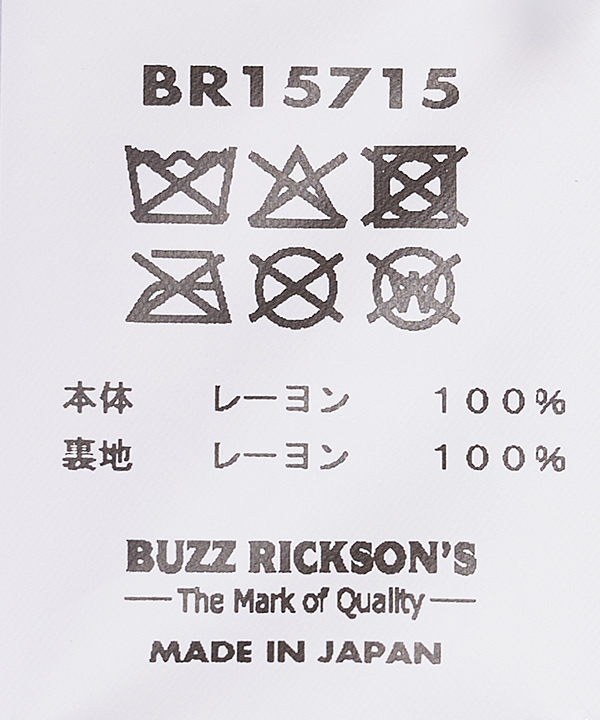 BR15715
W
本体 レーヨン 100%
裏地 レーヨン 100%
BUZZ RICKSON'S
The Mark of Quality
MADE IN JAPAN